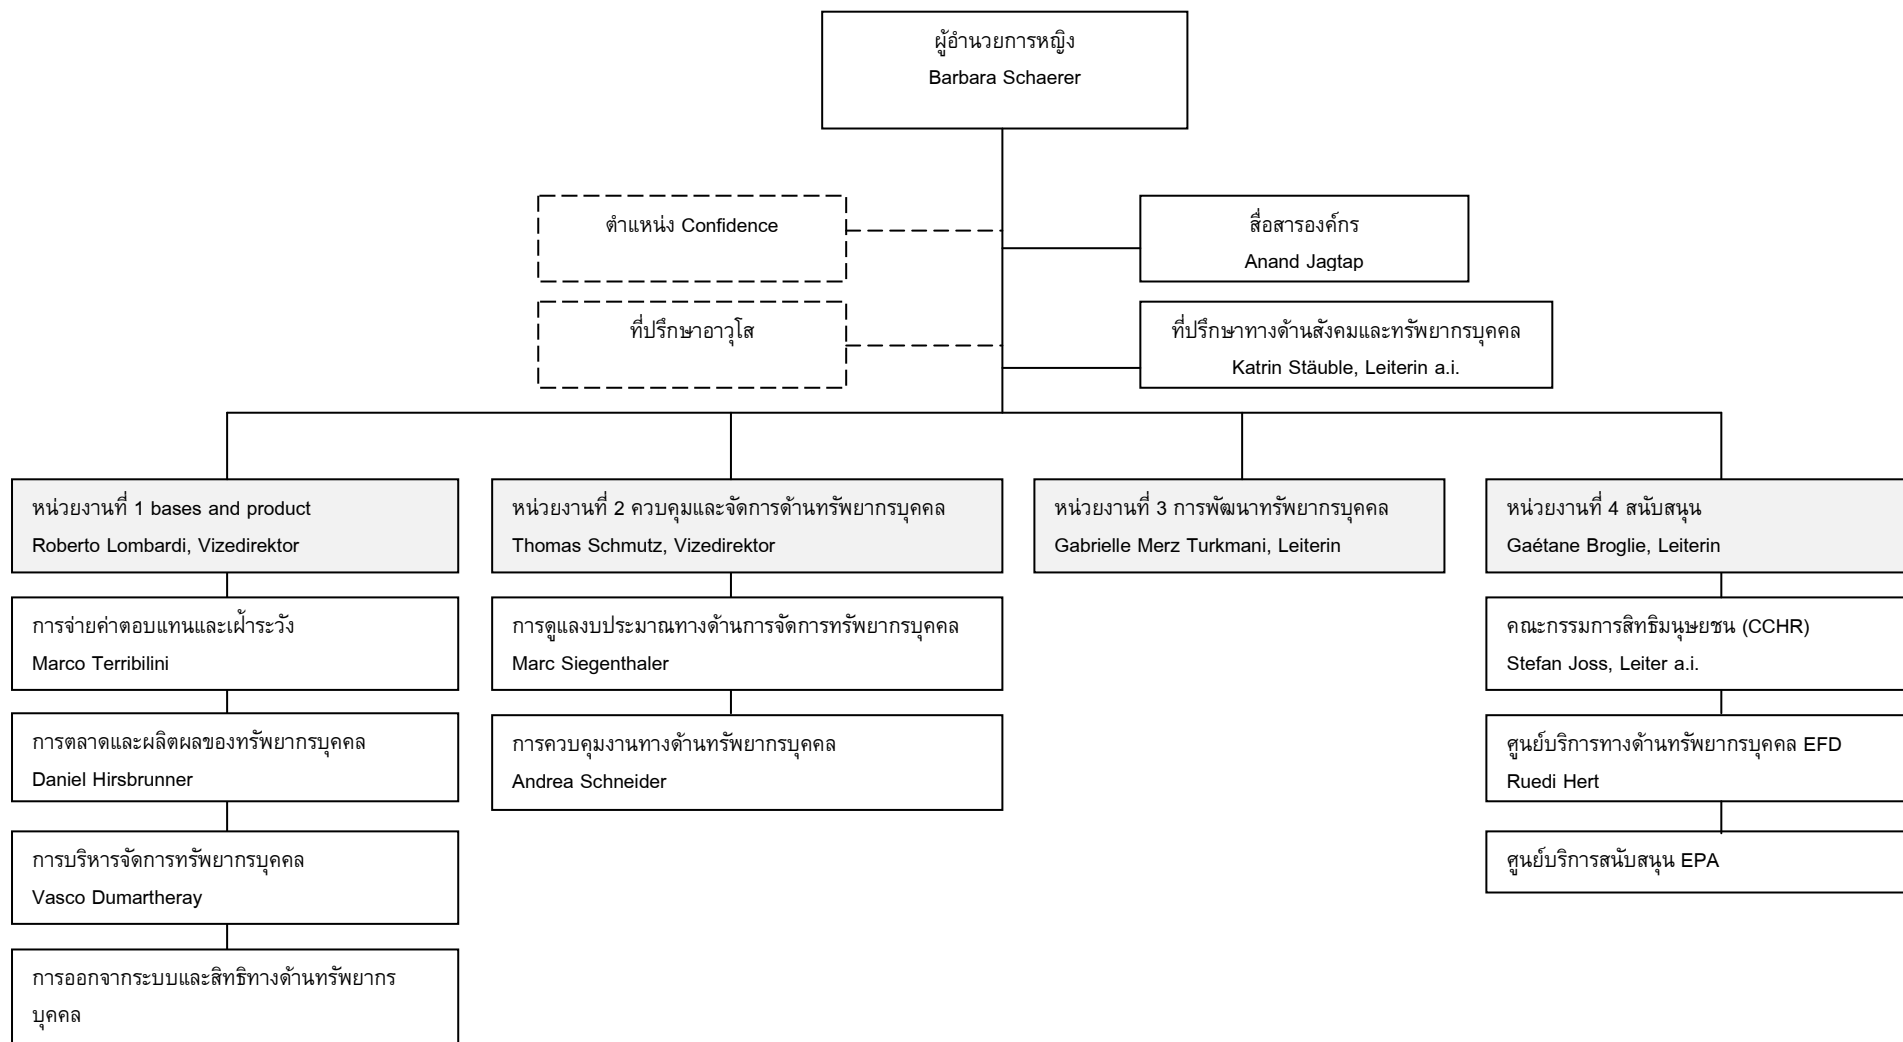 ผู้อำนวยการหญิง
Barbara Schaerer
ตำแหน่ง Confidence
สื่อสารองค์กร
Anand Jagtap
ที่ปรึกษาอาวุโส
ที่ปรึกษาทางด้านสังคมและทรัพยากรบุคคล
Katrin Stäuble, Leiterin a.i.
หน่วยงานที่ 1 bases and product
Roberto Lombardi, Vizedirektor
หน่วยงานที่ 2 ควบคุมและจัดการด้านทรัพยากรบุคคล
Thomas Schmutz, Vizedirektor
หน่วยงานที่ 3 การพัฒนาทรัพยากรบุคคล
Gabrielle Merz Turkmani, Leiterin
หน่วยงานที่ 4 สนับสนุน
Gaétane Broglie, Leiterin
การจ่ายค่าตอบแทนและเฝ้าระวัง
Marco Terribilini
การดูแลงบประมาณทางด้านการจัดการทรัพยากรบุคคล
Marc Siegenthaler
คณะกรรมการสิทธิมนุษยชน (CCHR)
Stefan Joss, Leiter a.i.
การตลาดและผลิตผลของทรัพยากรบุคคล
Daniel Hirsbrunner
การควบคุมงานทางด้านทรัพยากรบุคคล
Andrea Schneider
ศูนย์บริการทางด้านทรัพยากรบุคคล EFD
Ruedi Hert
การบริหารจัดการทรัพยากรบุคคล
Vasco Dumartheray
ศูนย์บริการสนับสนุน EPA
การออกจากระบบและสิทธิทางด้านทรัพยากร
บุคคล